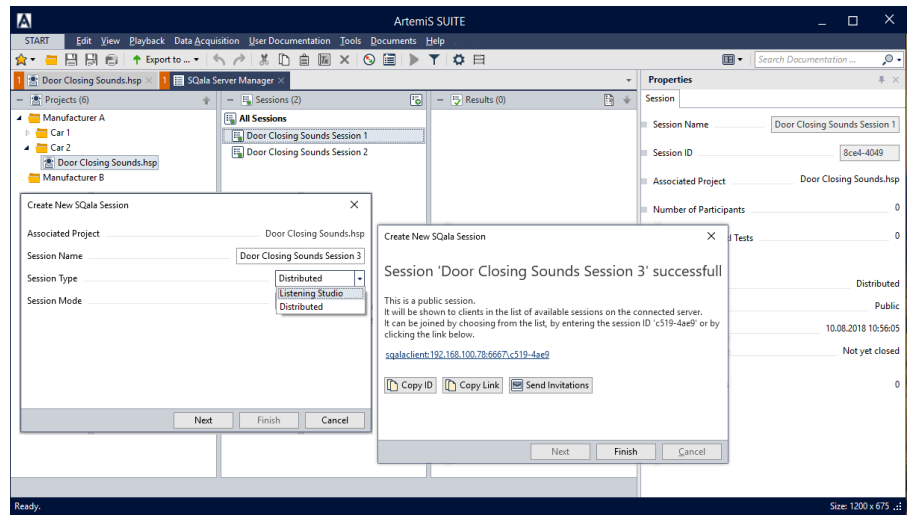 ArtemiS SUITE
START Edit View Playback Data Acquisition User Documentation Tools Documents Help
Export to ... Search Documentation ...
1 Door Closing Sounds.hsp 1 SQala Server Manager
Projects (6)
Manufacturer A
Car 1
Car 2
Door Closing Sounds.hsp
Manufacturer B
Sessions (2)
All Sessions
Door Closing Sounds Session 1
Door Closing Sounds Session 2
Results (0)
Properties
Session
Session Name Door Closing Sounds Session 1
Session ID 8ce4-4049
Associated Project Door Closing Sounds.hsp
Number of Participants 0
Tests 0
Distributed
Public
10.08.2018 10:56:05
Not yet closed
0
Create New SQala Session
Associated Project Door Closing Sounds.hsp
Session Name Door Closing Sounds Session 3
Session Type Distributed
Listening Studio
Distributed
Session Mode
Next Finish Cancel
Create New SQala Session
Session 'Door Closing Sounds Session 3' successfull
This is a public session.
It will be shown to clients in the list of available sessions on the connected server.
It can be joined by choosing from the list, by entering the session ID 'c519-4ae9' or by
clicking the link below.
sqalaclient:192.168.100.78:6667\c519-4ae9
Copy ID Copy Link Send Invitations
Next Finish Cancel
Ready. Size: 1200 x 675